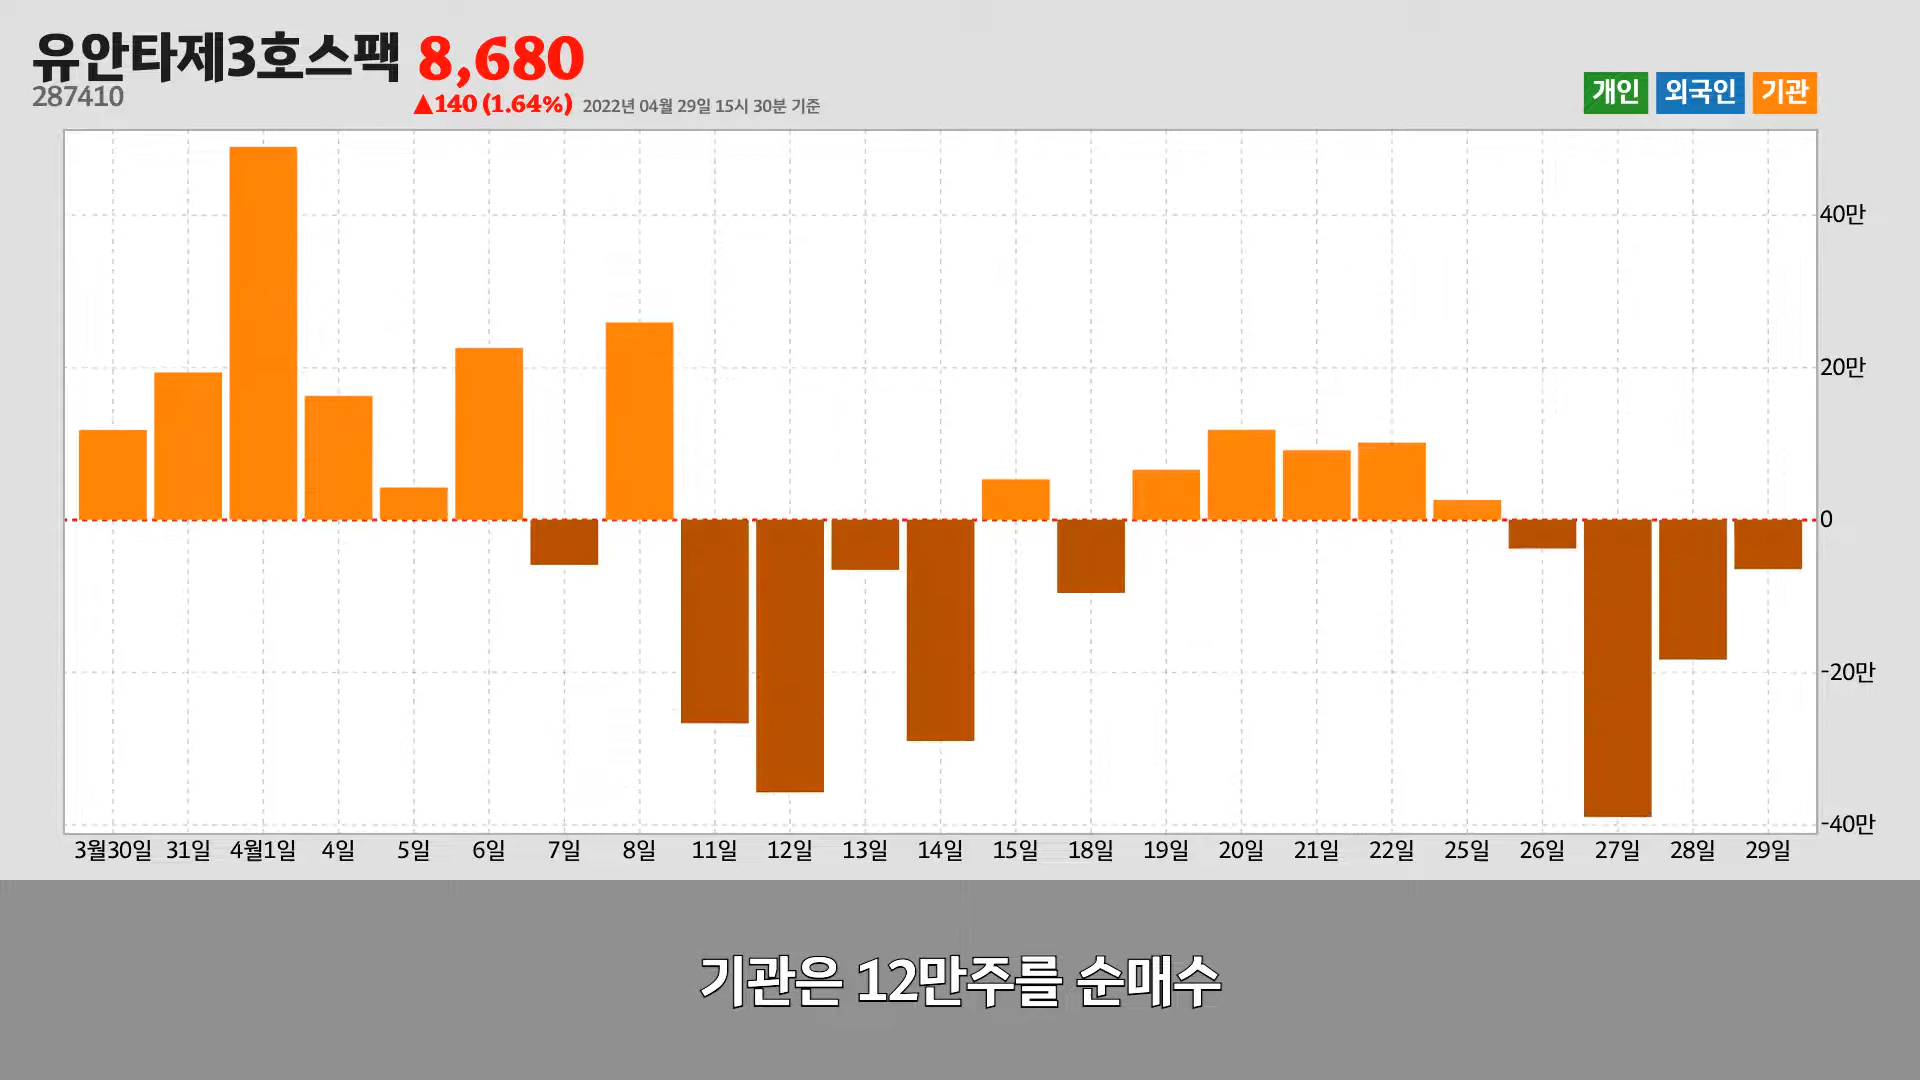 유안타제3호스팩 8,680
287410
▲140 (1.64%) 2022년 04월 29일 15시 30분 기준
개인 외국인 기관
40만
20만
0
-20만
-40만
3월30일 31일 4월1일 4일 5일 6일 7일 8일 11일 12일 13일 14일 15일 18일 19일 20일 21일 22일 25일 26일 27일 28일 29일
기관은 12만주를 순매수